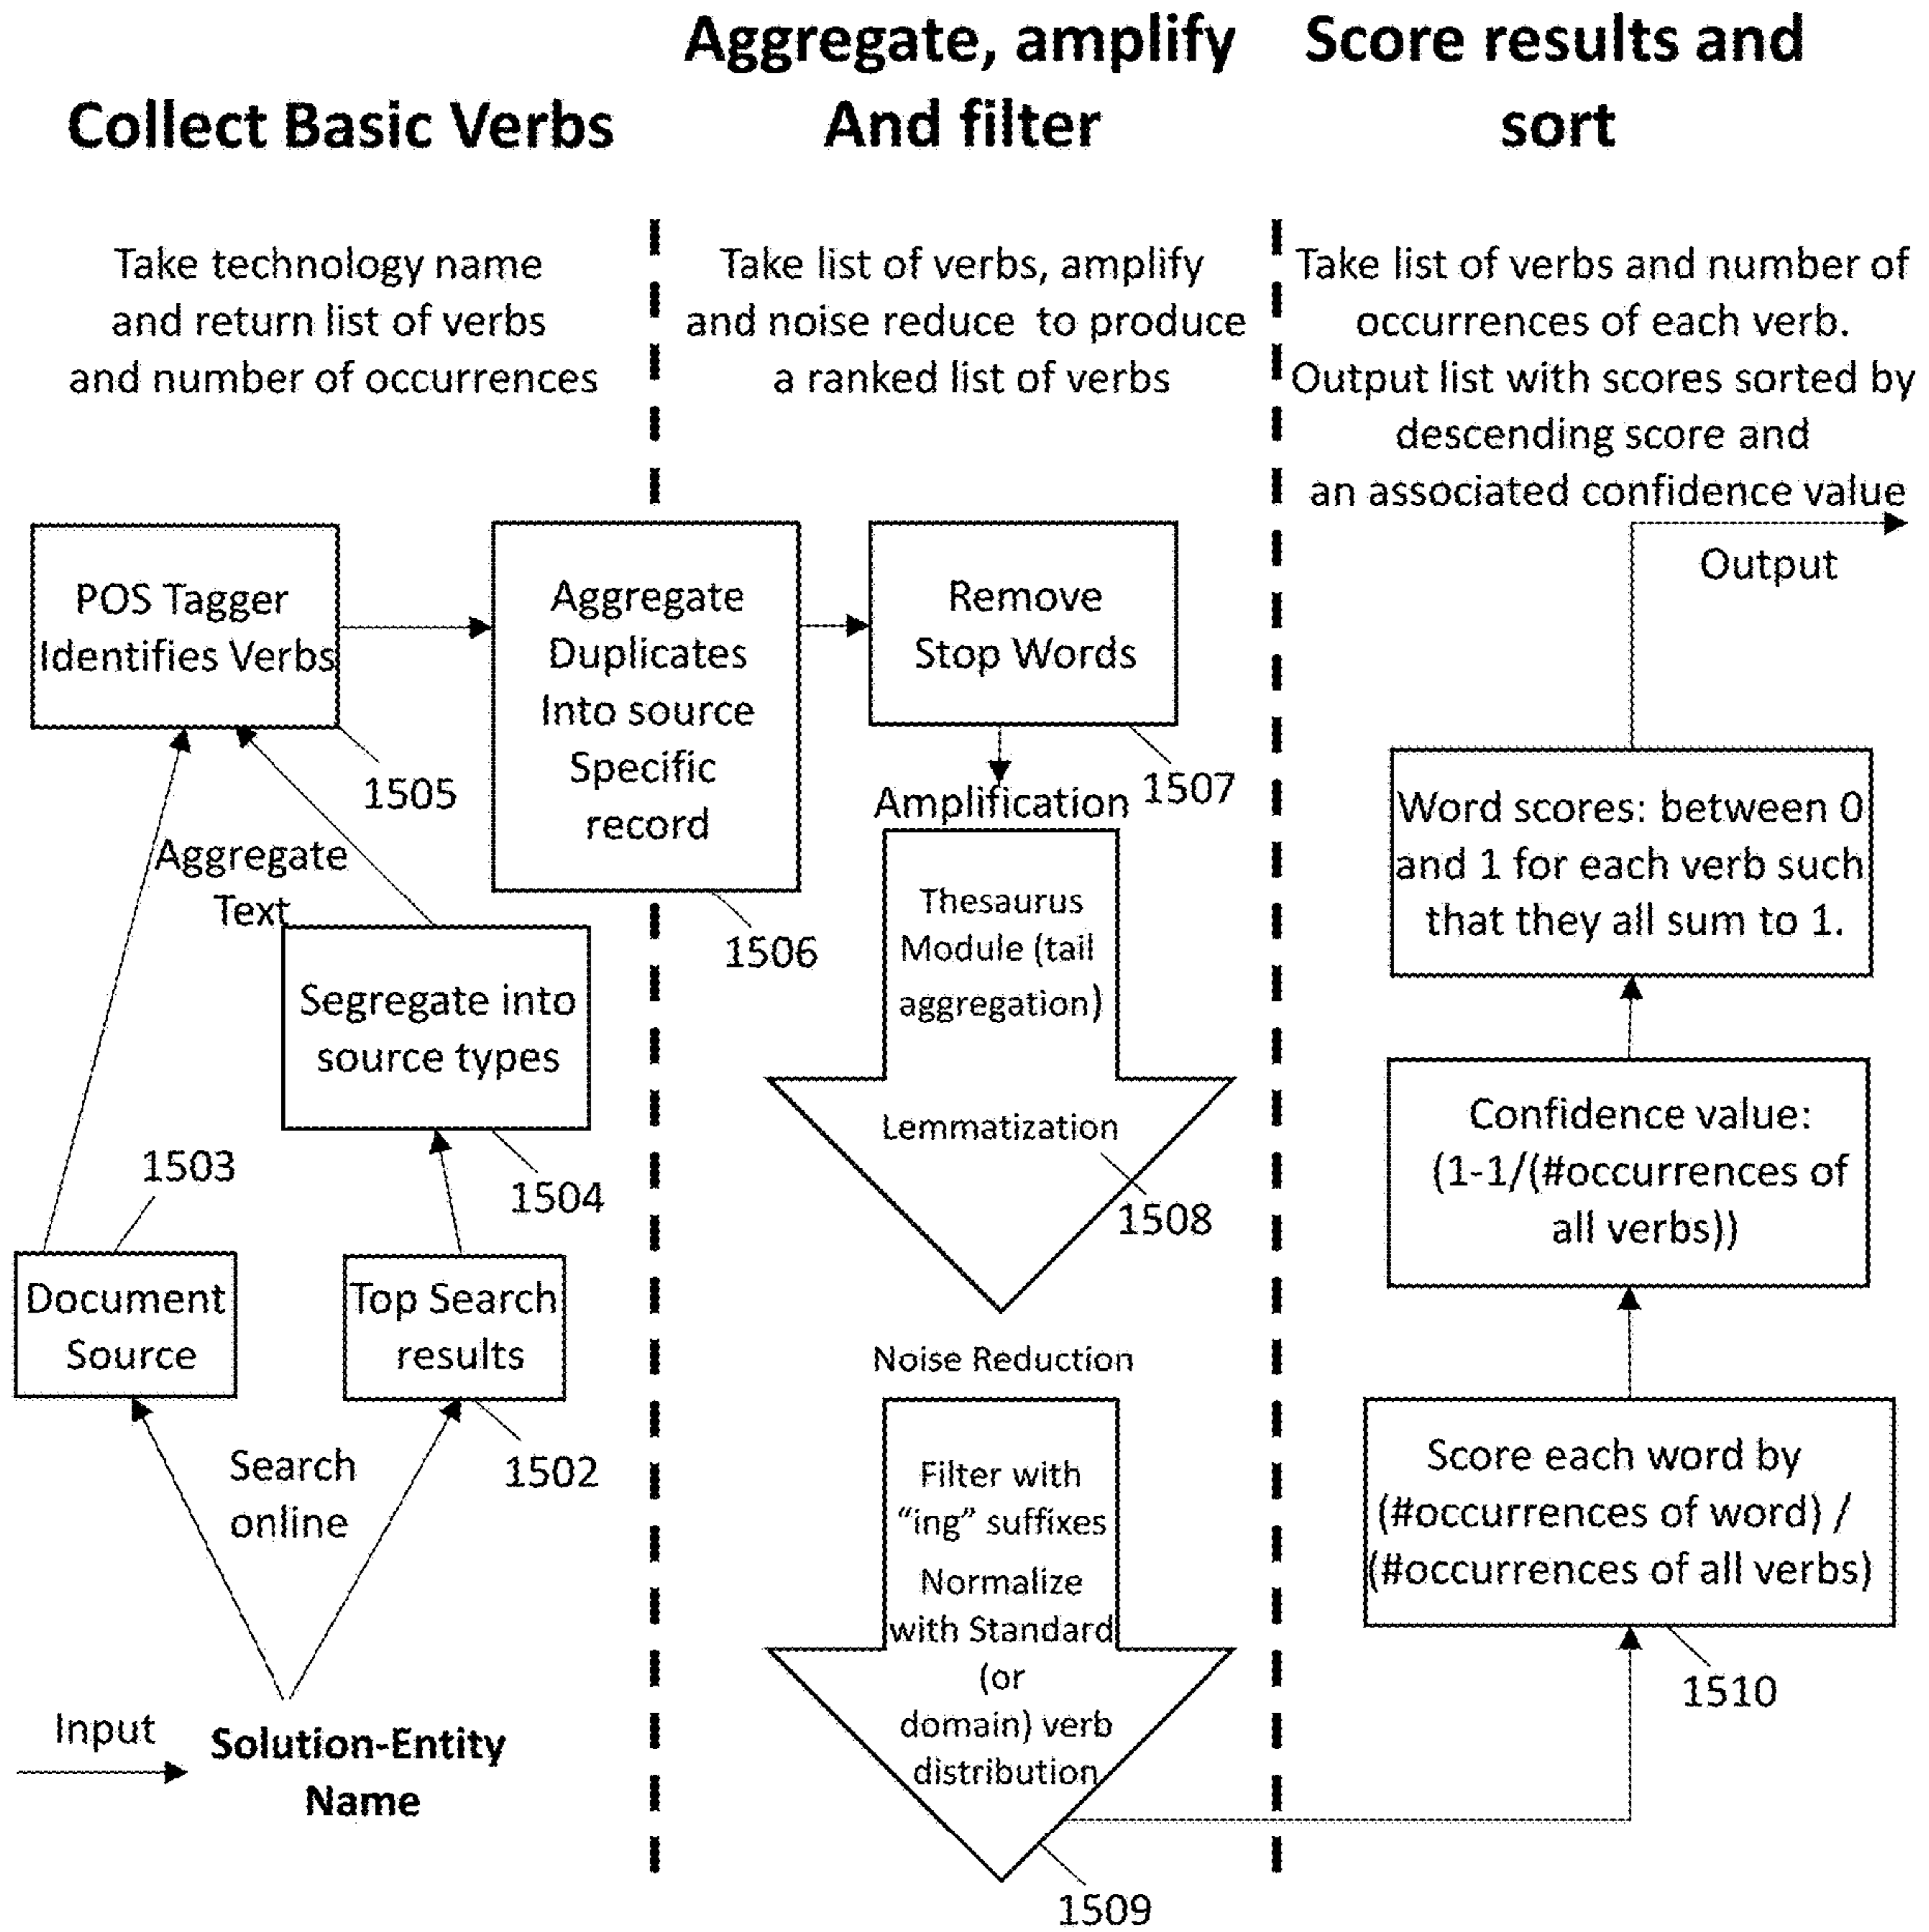 Collect Basic Verbs
Take technology name
and return list of verbs
and number of occurrences
POS Tagger
Identifies Verbs
1505
Aggregate
Text
Segregate into
source types
1504
1503
Document
Source
Top Search
results
1502
Search
online
Input
Solution-Entity
Name
Aggregate, amplify
And filter
Take list of verbs, amplify
and noise reduce to produce
a ranked list of verbs
Aggregate
Duplicates
Into source
Specific
record
1506
Remove
Stop Words
1507
Amplification
Thesaurus
Module (tail
aggregation)
Lemmatization
1508
Noise Reduction
Filter with
“ing” suffixes
Normalize
with Standard
(or
domain) verb
distribution
1509
Score results and
sort
Take list of verbs and number of
occurrences of each verb.
Output list with scores sorted by
descending score and
an associated confidence value
Output
Word scores: between 0
and 1 for each verb such
that they all sum to 1.
Confidence value:
(1-1/(#occurrences of
all verbs))
Score each word by
(#occurrences of word) /
(#occurrences of all verbs)
1510